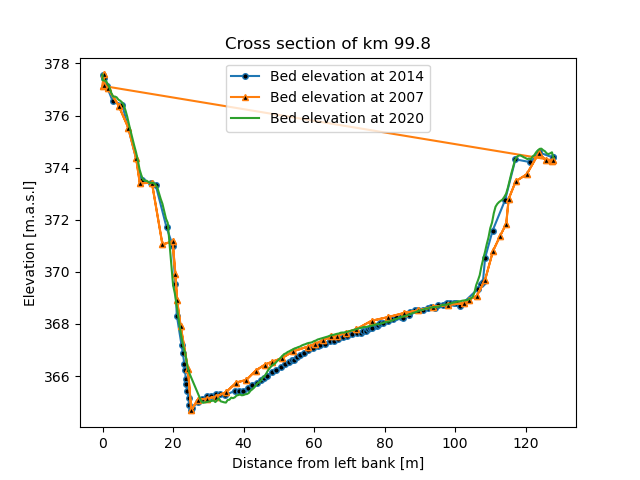 Cross section of km 99.8
Bed elevation at 2014
Bed elevation at 2007
Bed elevation at 2020
378
376
374
372
370
368
366
Elevation [m.a.s.l]
0 20 40 60 80 100 120
Distance from left bank [m]